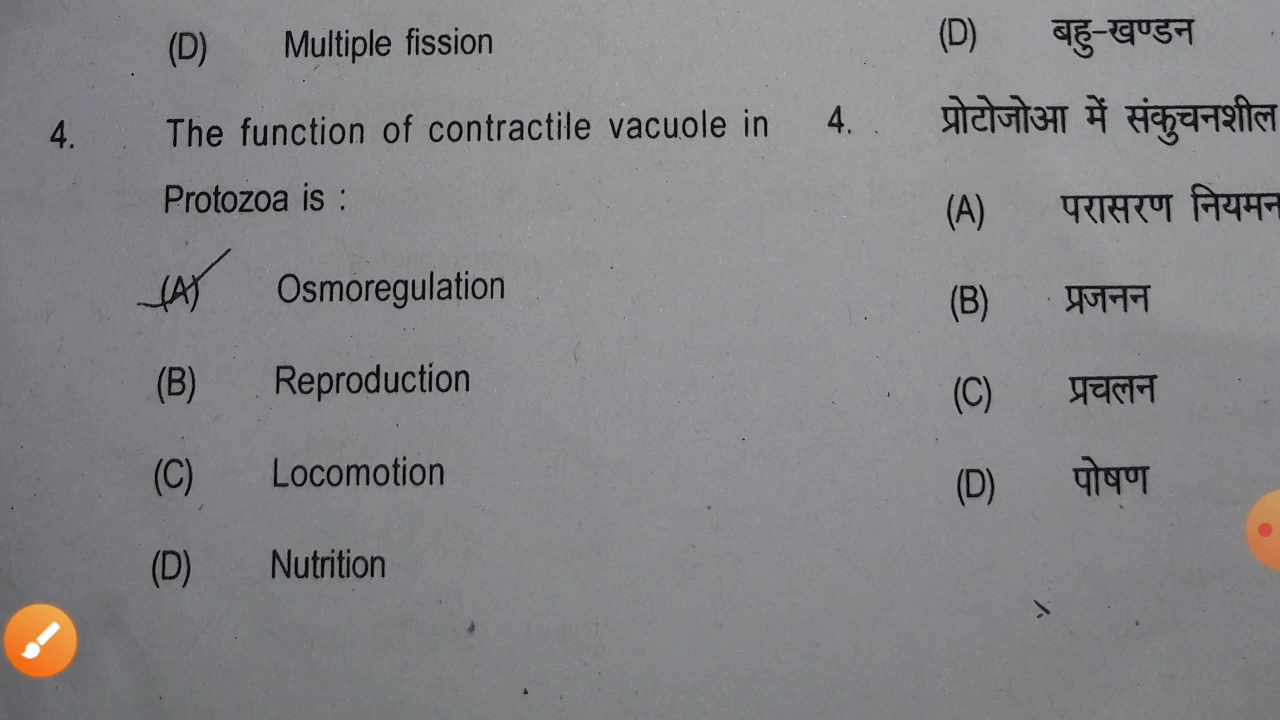 (D) Multiple fission
4. The function of contractile vacuole in
Protozoa is :
(A) Osmoregulation
(B) Reproduction
(C) Locomotion
(D) Nutrition
(D) बहु-खण्डन
4. प्रोटोजोआ में संकुचनशील
(A) परासरण नियमन
(B) प्रजनन
(C) प्रचलन
(D) पोषण